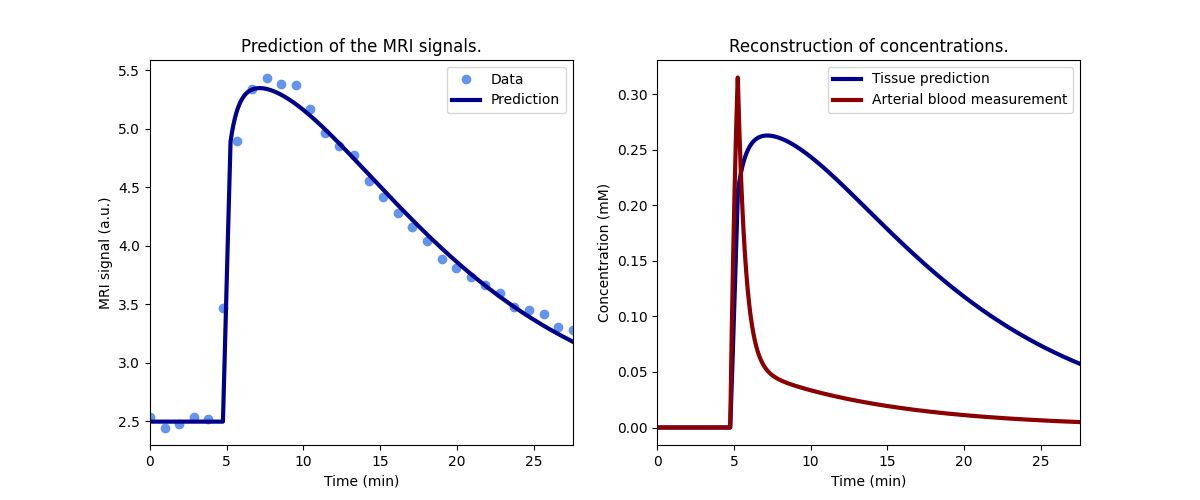 Prediction of the MRI signals.
MRI signal (a.u.)
5.5
5.0
4.5
4.0
3.5
3.0
2.5
Data
Prediction
0 5 10 15 20 25
Time (min)
Reconstruction of concentrations.
Concentration (mM)
0.30
0.25
0.20
0.15
0.10
0.05
0.00
Tissue prediction
Arterial blood measurement
0 5 10 15 20 25
Time (min)